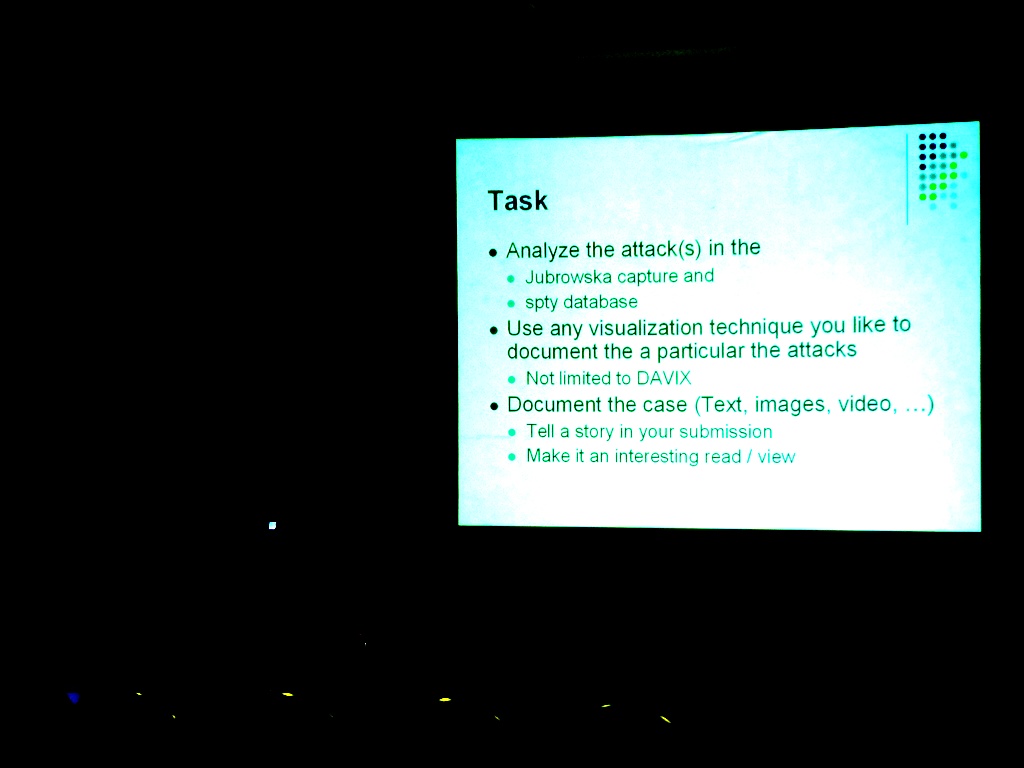 Task
• Analyze the attack(s) in the
• Jubrowska capture and
• spty database
• Use any visualization technique you like to
document the a particular the attacks
• Not limited to DAVIX
• Document the case (Text, images, video, …)
• Tell a story in your submission
• Make it an interesting read / view